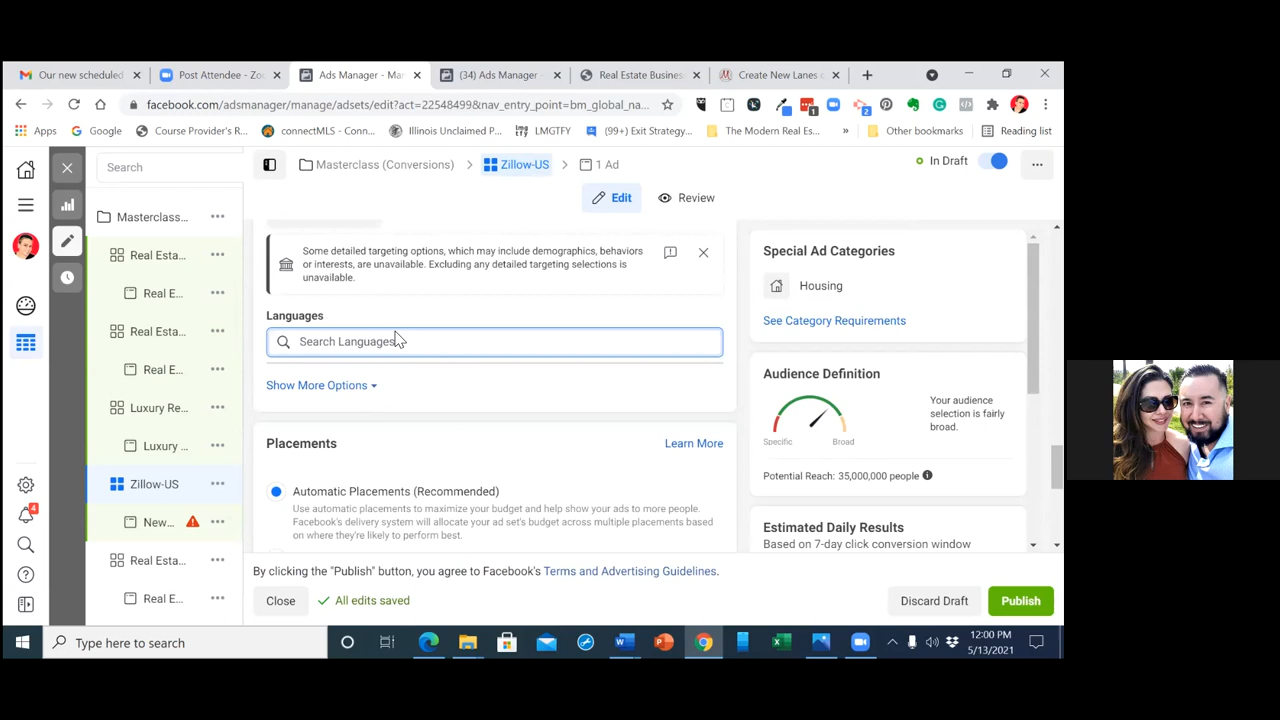 Our new scheduled
Post Attendee - Zoo
Ads Manager - Ma
(34) Ads Manager -
Real Estate Busines
Create New Lanes
facebook.com/adsmanager/manage/adsets/edit?act=22548499&nav_entry_point=bm_global_na...
1
2
Apps
Google
Course Provider's R...
connectMLS - Conn...
Illinois Unclaimed P...
LMGTFY
(99+) Exit Strategy...
The Modern Real Es...
»
Other bookmarks
Reading list
Search
Masterclass (Conversions)
Zillow-US
1 Ad
In Draft
Edit
Review
Masterclass...
Real Esta...
Real E...
Real Esta...
Real E...
Luxury Re...
Luxury ...
Zillow-US
New...
Real Esta...
Real E...
4
Some detailed targeting options, which may include demographics, behaviors
or interests, are unavailable. Excluding any detailed targeting selections is
unavailable.
Languages
Search Languages
Show More Options
Placements
Learn More
Automatic Placements (Recommended)
Use automatic placements to maximize your budget and help show your ads to more people.
Facebook's delivery system will allocate your ad set's budget across multiple placements based
on where they're likely to perform best.
Special Ad Categories
Housing
See Category Requirements
Audience Definition
Specific
Broad
Your audience
selection is fairly
broad.
Potential Reach: 35,000,000 people
Estimated Daily Results
Based on 7-day click conversion window
By clicking the "Publish" button, you agree to Facebook's Terms and Advertising Guidelines.
Close
All edits saved
Discard Draft
Publish
Type here to search
12:00 PM
5/13/2021